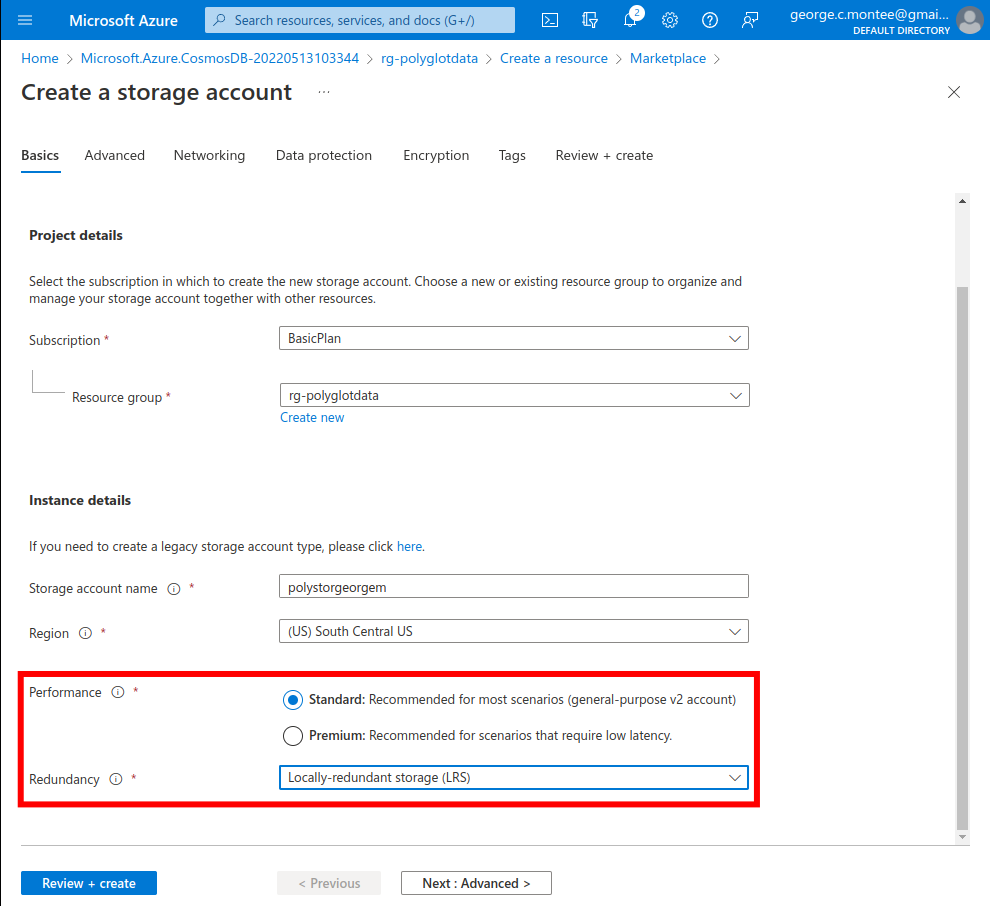 Microsoft Azure
Search resources, services, and docs (G+/)
2
george.c.montee@gmai...
DEFAULT DIRECTORY
Home > Microsoft.Azure.CosmosDB-20220513103344 > rg-polyglotdata > Create a resource > Marketplace >
Create a storage account ...
Basics Advanced Networking Data protection Encryption Tags Review + create
Project details
Select the subscription in which to create the new storage account. Choose a new or existing resource group to organize and
manage your storage account together with other resources.
Subscription * BasicPlan
Resource group * rg-polyglotdata
Create new
Instance details
If you need to create a legacy storage account type, please click here.
Storage account name * polystorgeorgem
Region * (US) South Central US
Performance * Standard: Recommended for most scenarios (general-purpose v2 account)
Premium: Recommended for scenarios that require low latency.
Redundancy * Locally-redundant storage (LRS)
Review + create < Previous Next : Advanced >